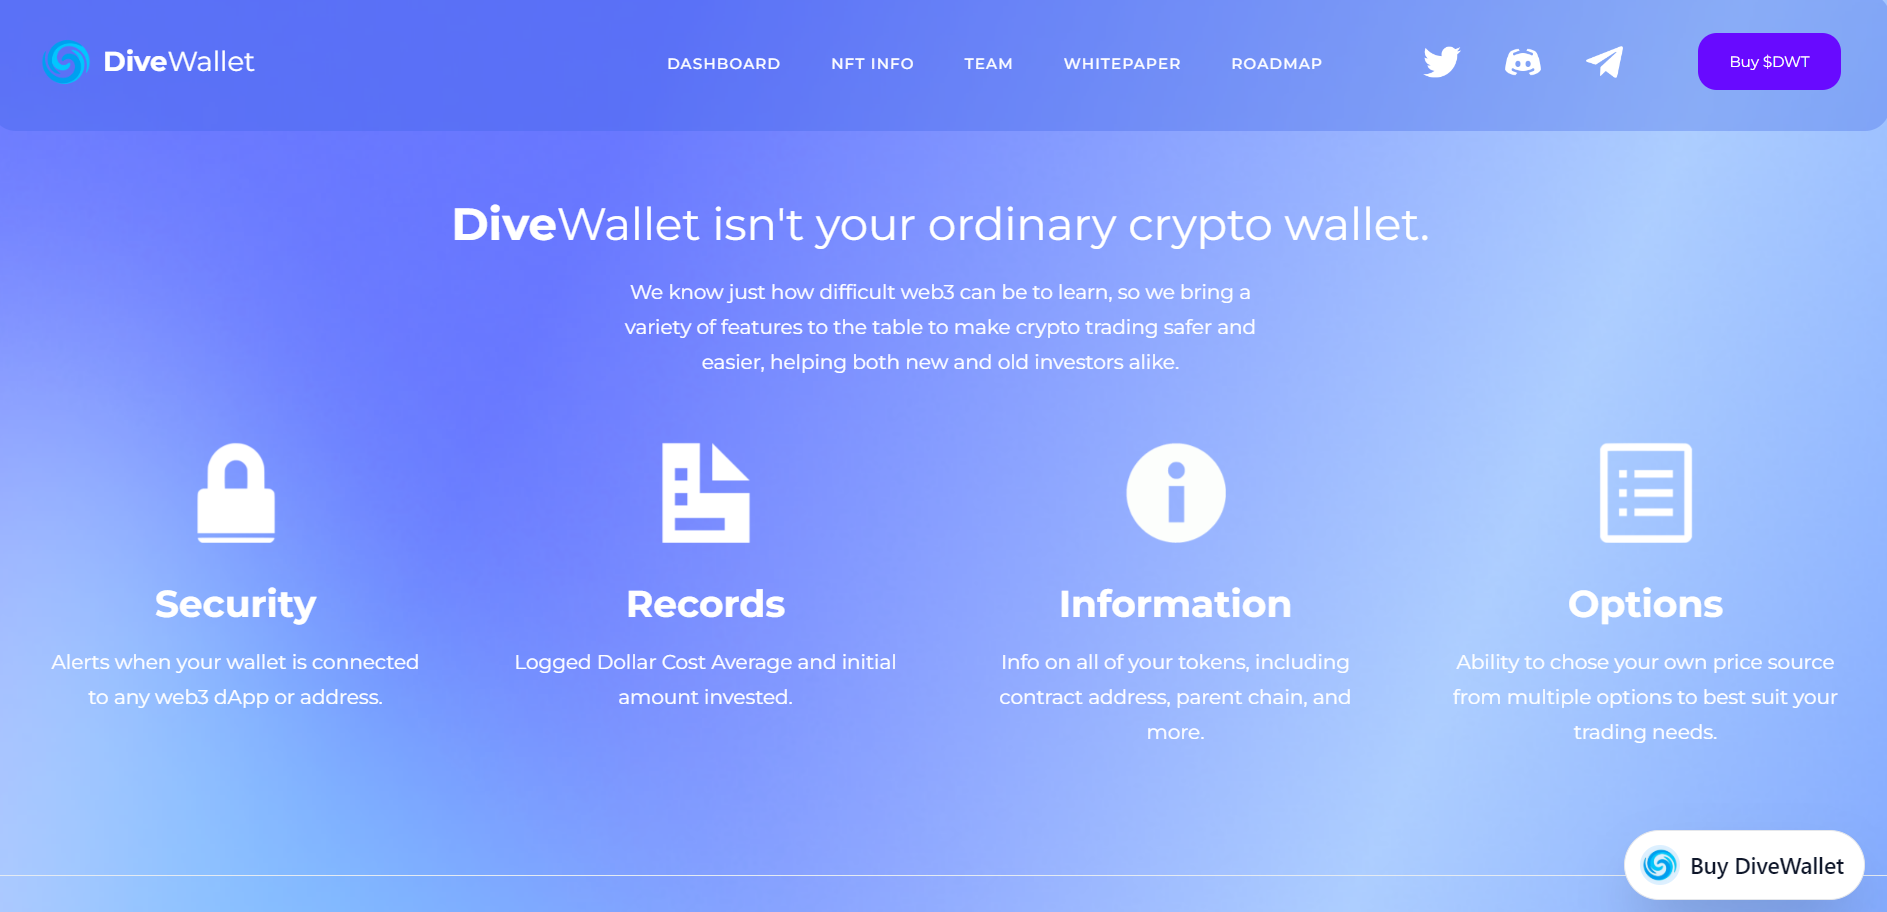 DiveWallet
DASHBOARD
NFT INFO
TEAM
WHITEPAPER
ROADMAP
Buy $DWT
DiveWallet isn't your ordinary crypto wallet.
We know just how difficult web3 can be to learn, so we bring a
variety of features to the table to make crypto trading safer and
easier, helping both new and old investors alike.
Security
Alerts when your wallet is connected
to any web3 dApp or address.
Records
Logged Dollar Cost Average and initial
amount invested.
Information
Info on all of your tokens, including
contract address, parent chain, and
more.
Options
Ability to chose your own price source
from multiple options to best suit your
trading needs.
Buy DiveWallet